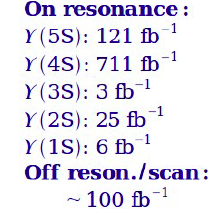 On resonance:
ϒ(5S): 121 fb⁻¹
ϒ(4S): 711 fb⁻¹
ϒ(3S): 3 fb⁻¹
ϒ(2S): 25 fb⁻¹
ϒ(1S): 6 fb⁻¹
Off reson./scan:
~ 100 fb⁻¹